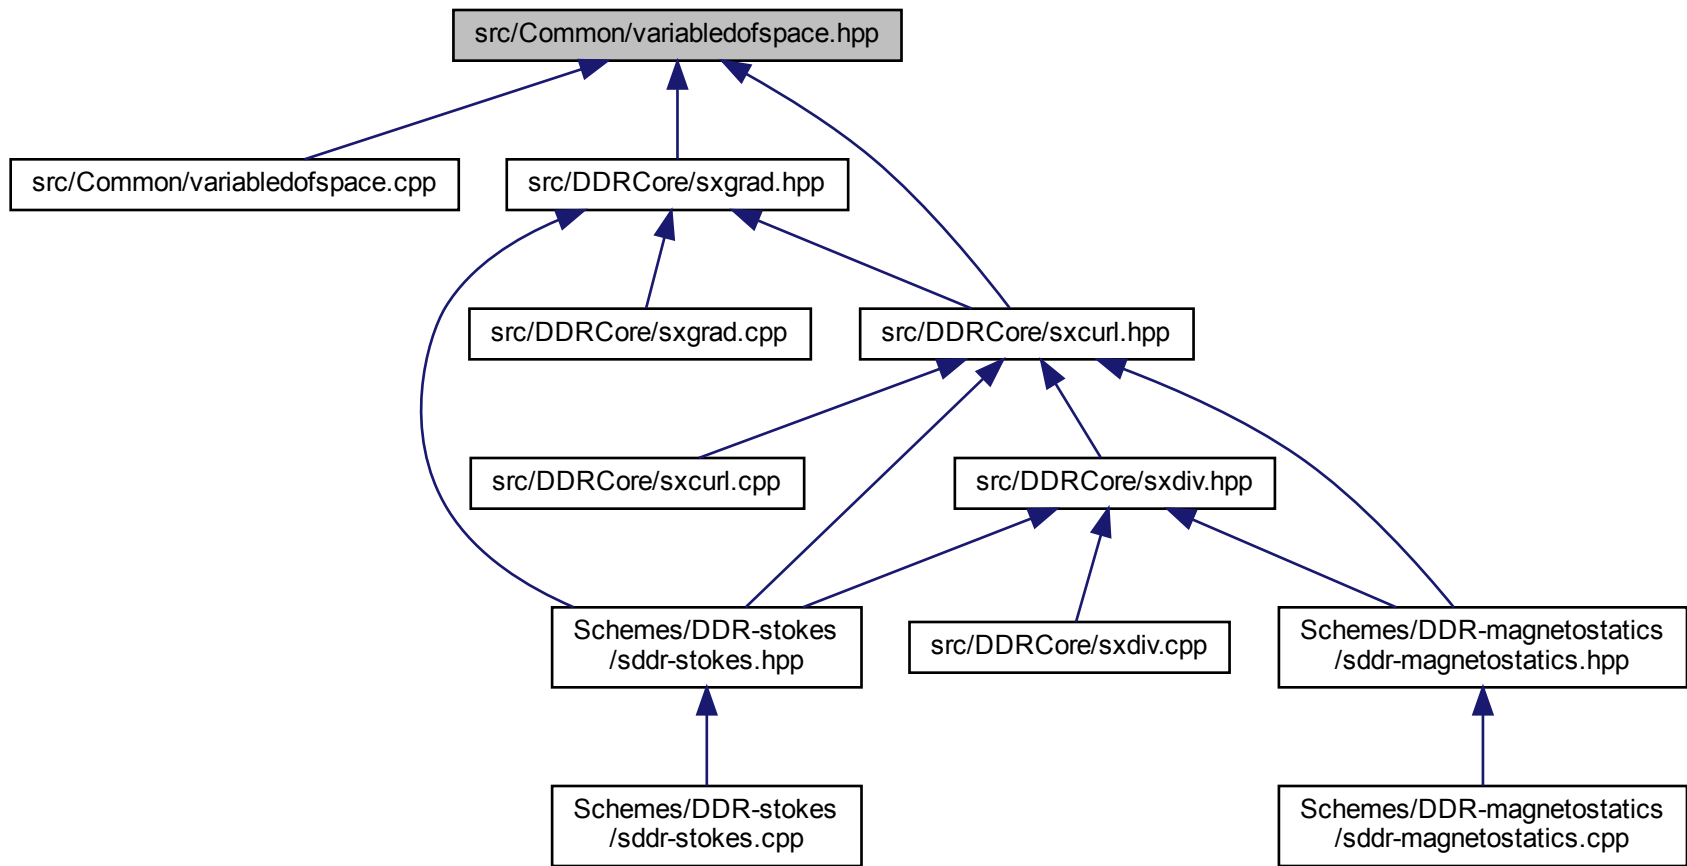 src/Common/variabledofspace.hpp
src/Common/variabledofspace.cpp
src/DDRCore/sxgrad.hpp
src/DDRCore/sxgrad.cpp
src/DDRCore/sxcurl.hpp
src/DDRCore/sxcurl.cpp
src/DDRCore/sxdiv.hpp
Schemes/DDR-stokes
/sddr-stokes.hpp
src/DDRCore/sxdiv.cpp
Schemes/DDR-magnetostatics
/sddr-magnetostatics.hpp
Schemes/DDR-stokes
/sddr-stokes.cpp
Schemes/DDR-magnetostatics
/sddr-magnetostatics.cpp